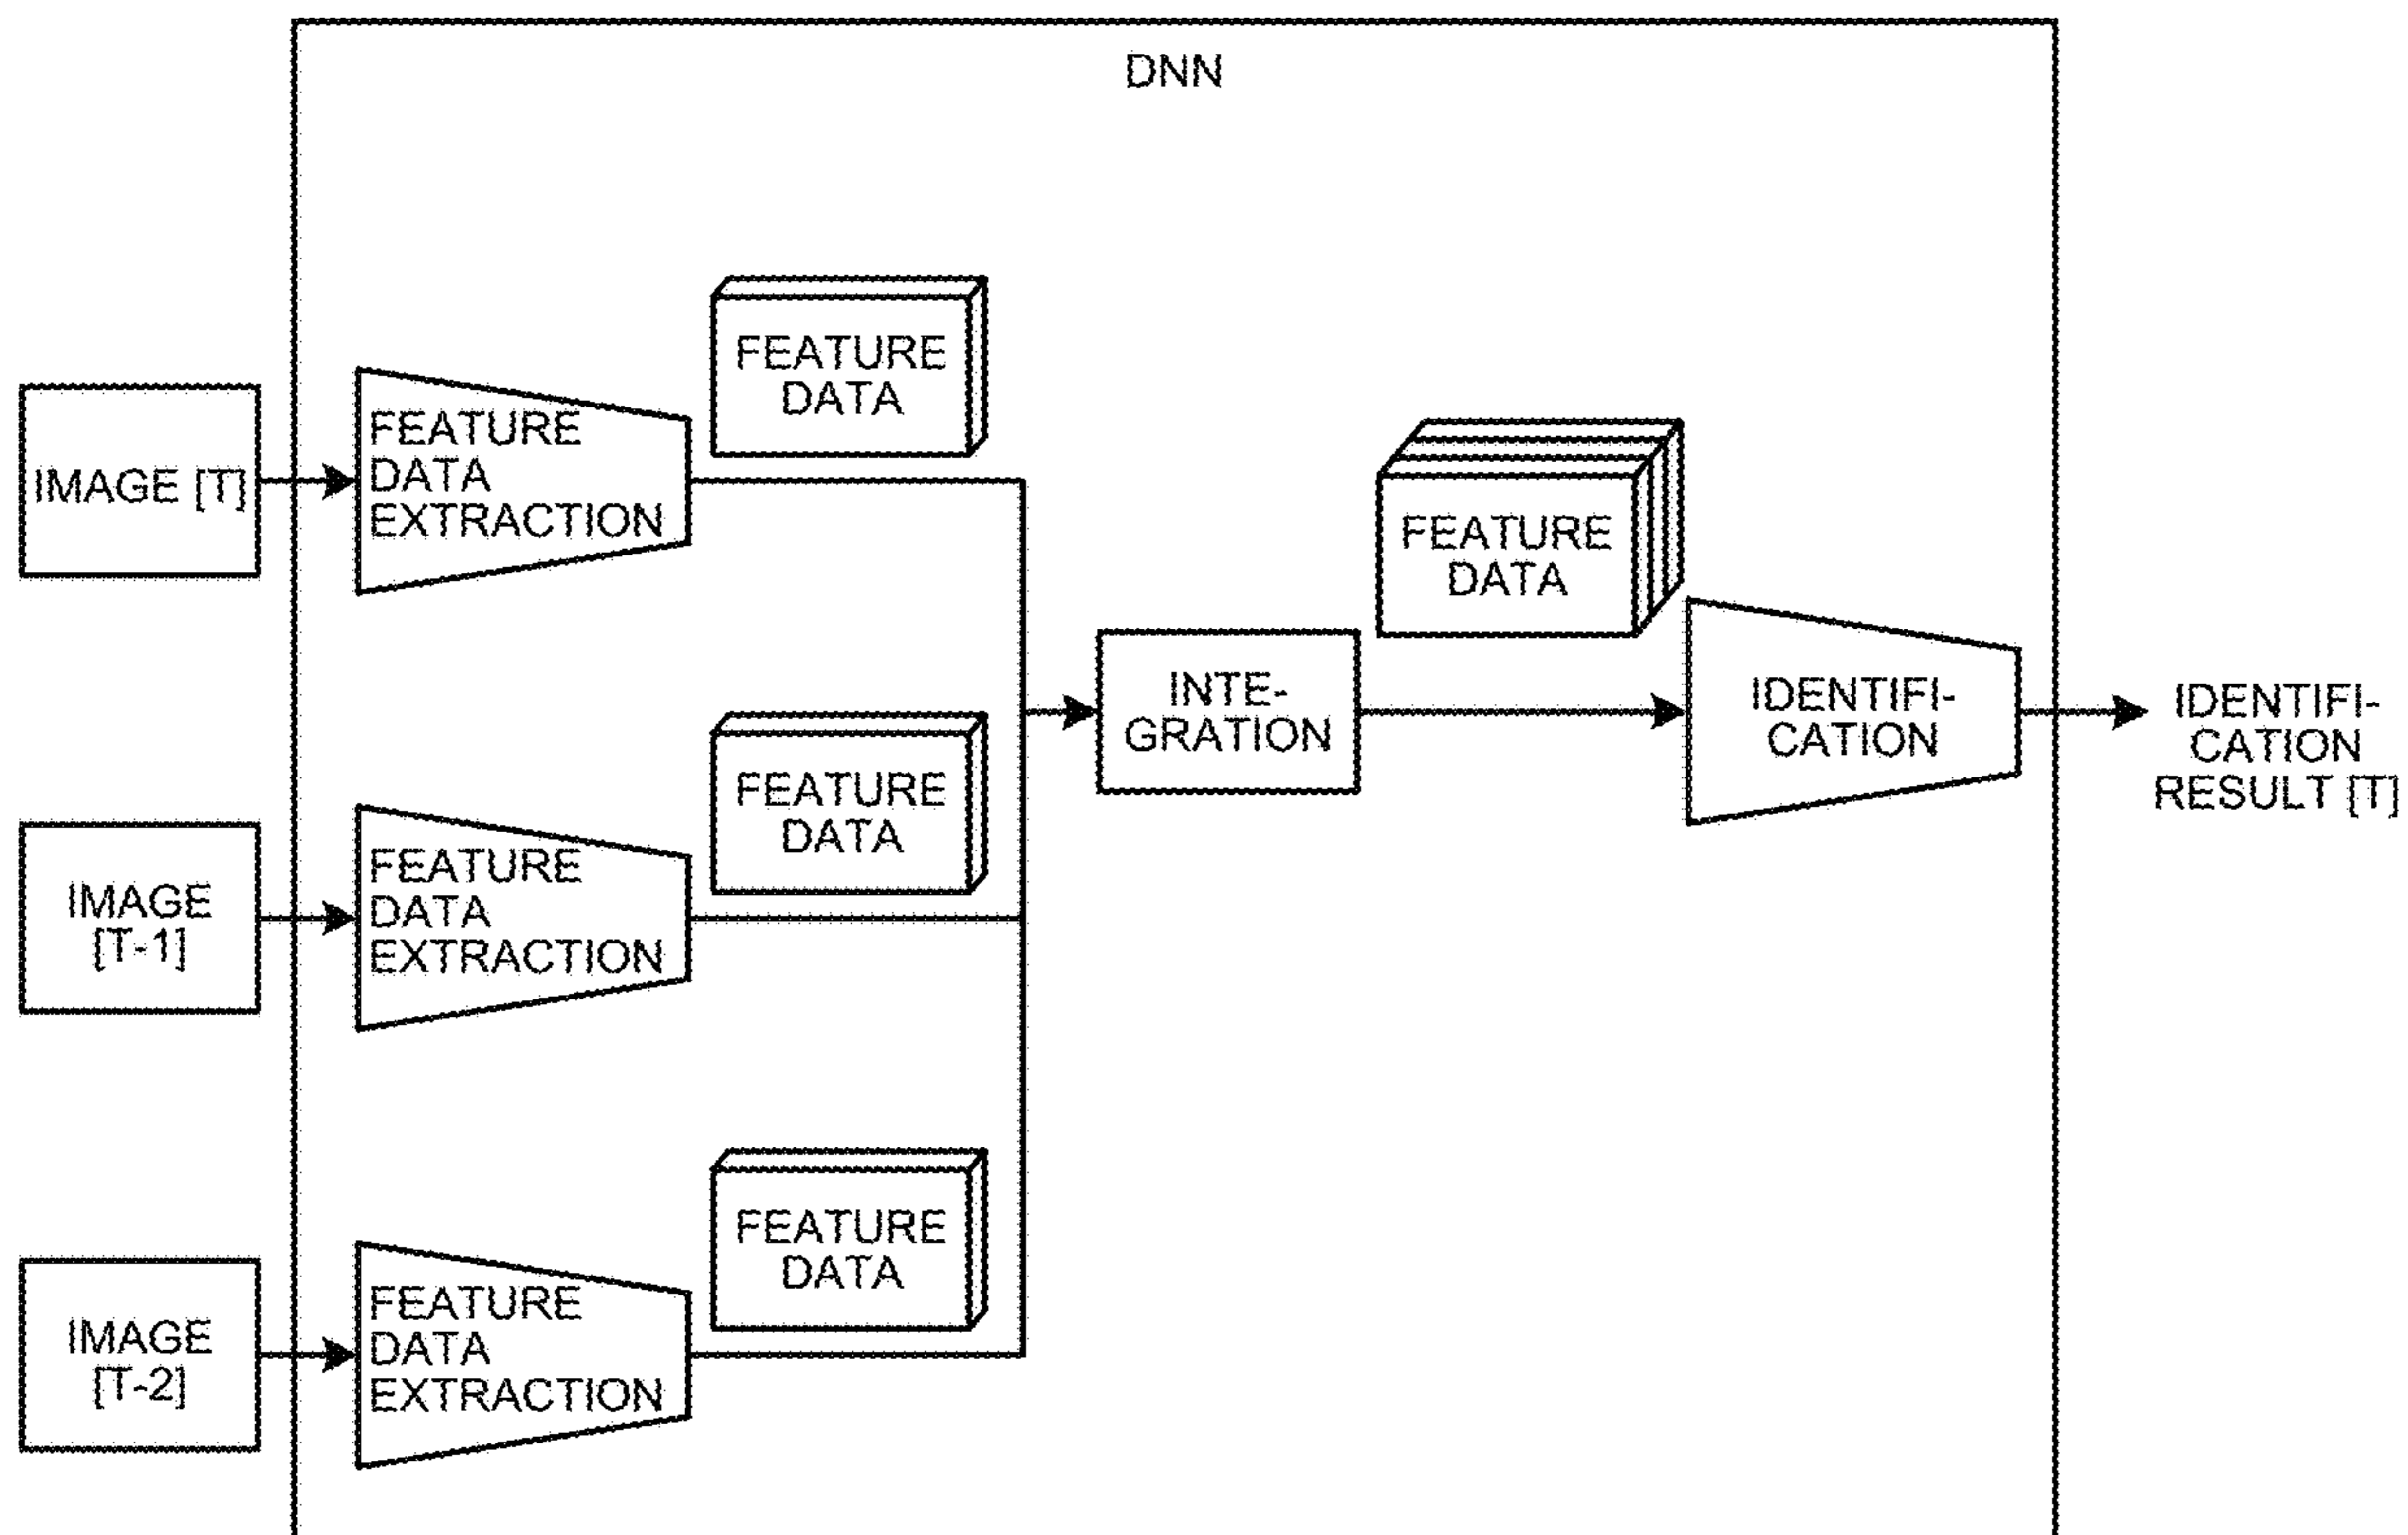 DNN
IMAGE [T]
FEATURE
DATA
EXTRACTION
FEATURE
DATA
IMAGE
[T-1]
FEATURE
DATA
EXTRACTION
FEATURE
DATA
IMAGE
[T-2]
FEATURE
DATA
EXTRACTION
FEATURE
DATA
INTE-
GRATION
FEATURE
DATA
IDENTIFI-
CATION
IDENTIFI-
CATION
RESULT [T]